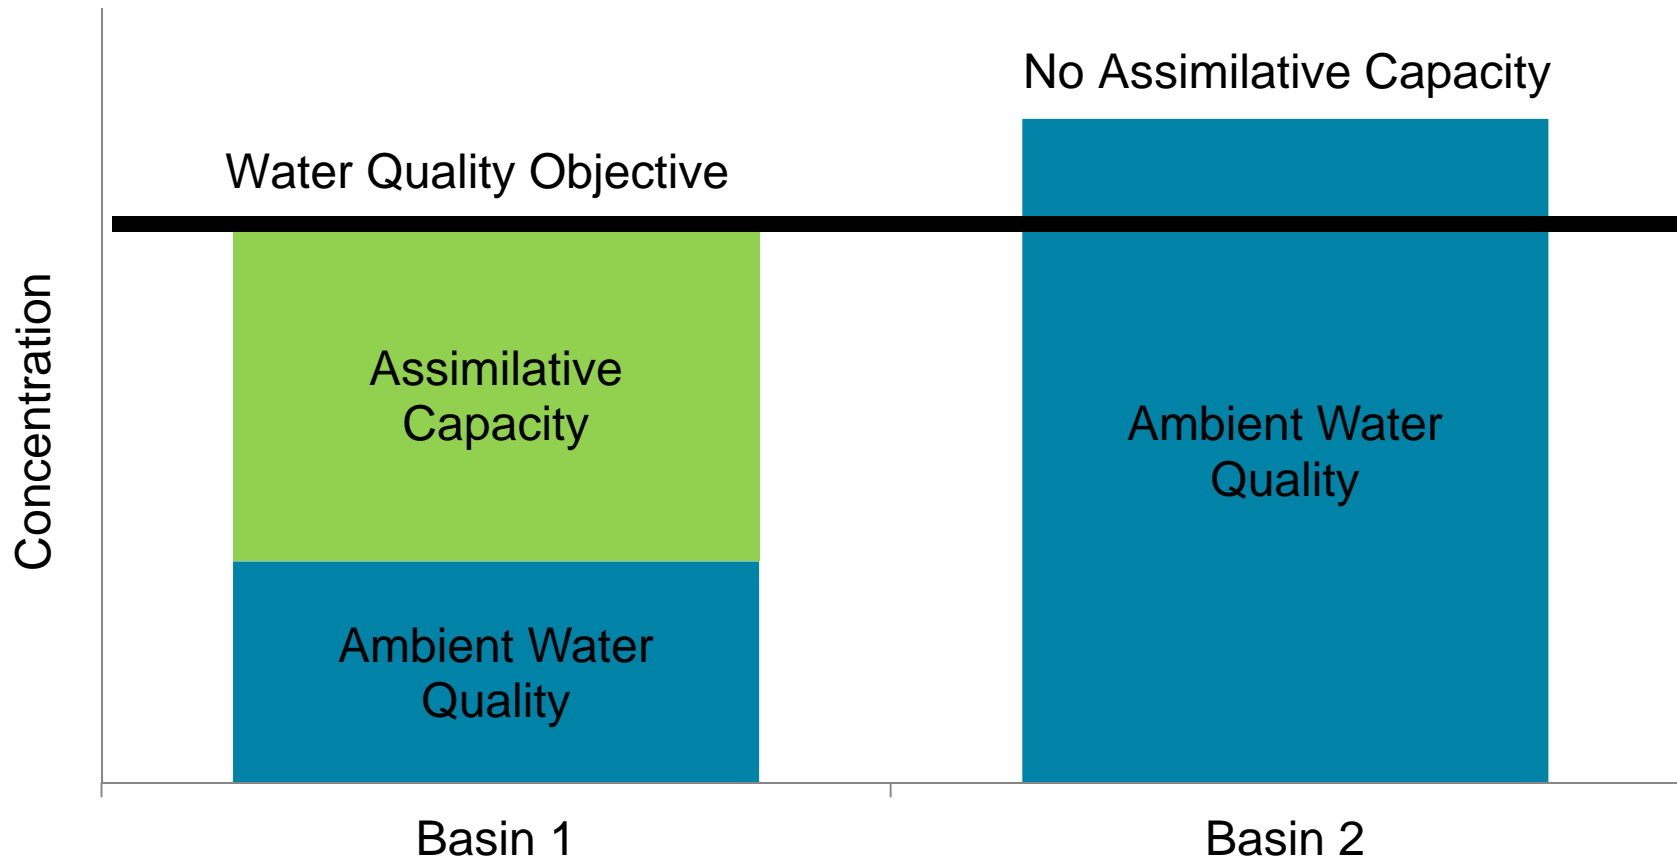 No Assimilative Capacity
Water Quality Objective
Concentration
Assimilative
Capacity
Ambient Water
Quality
Ambient Water
Quality
Basin 1
Basin 2